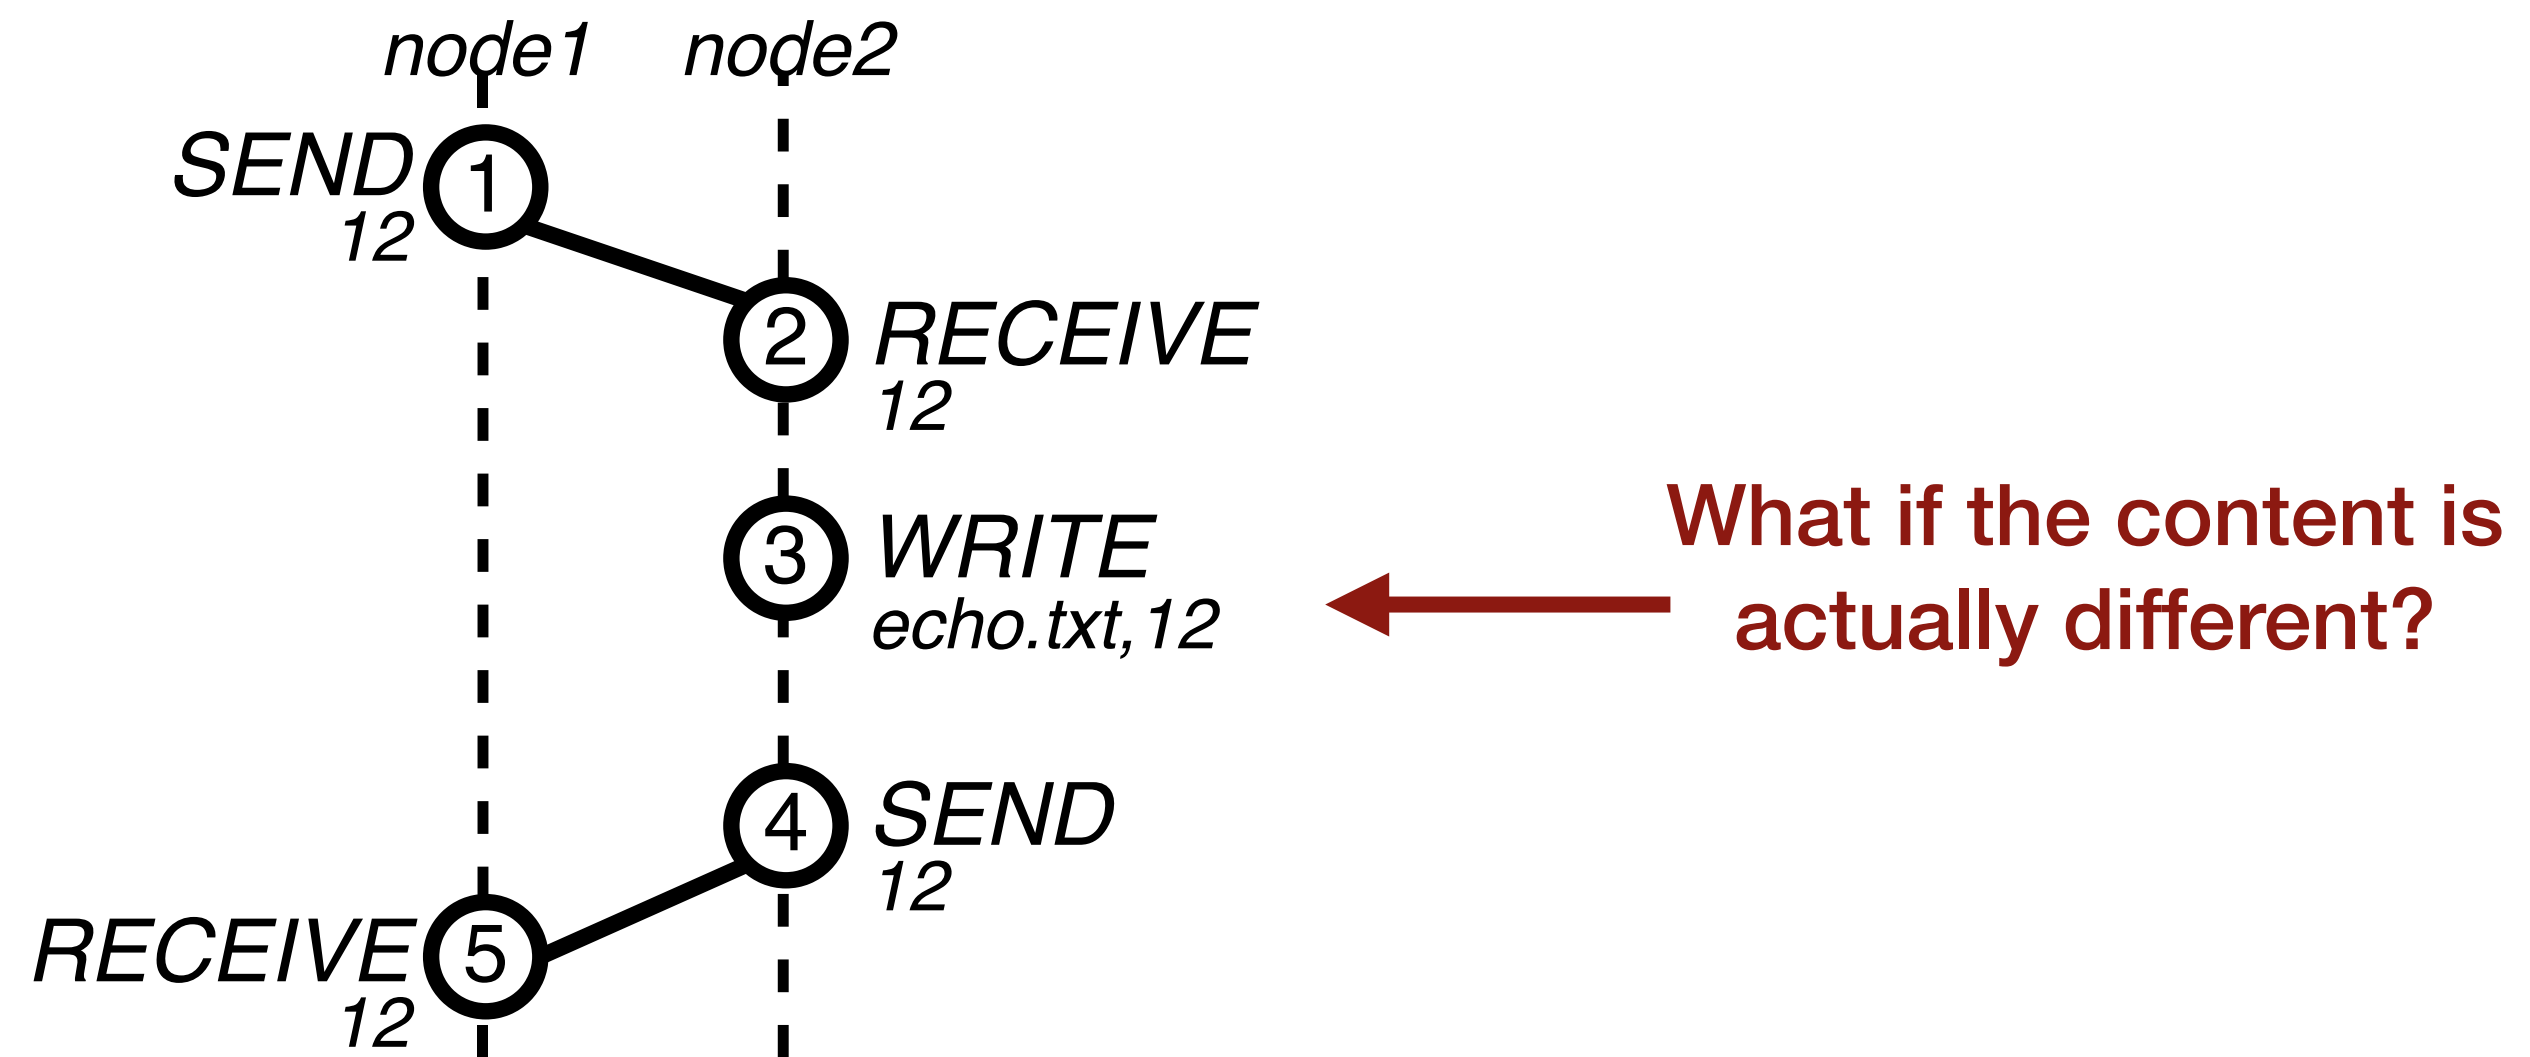 node1 node2
SEND 1
12
2 RECEIVE
12
3 WRITE
echo.txt,12
What if the content is
actually different?
4 SEND
12
RECEIVE 5
12